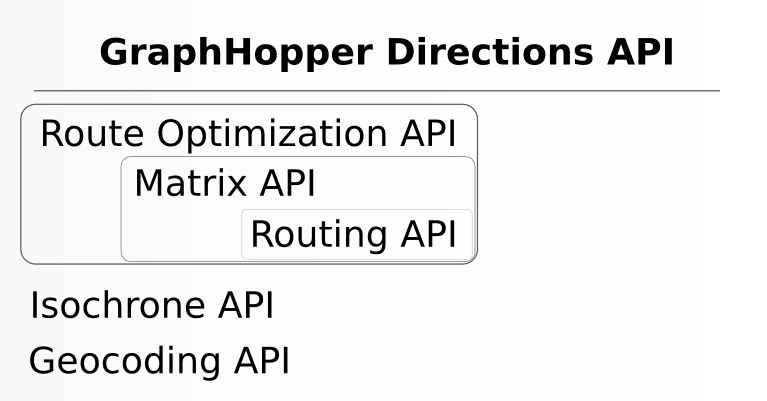 GraphHopper Directions API
Route Optimization API
Matrix API
Routing API
Isochrone API
Geocoding API